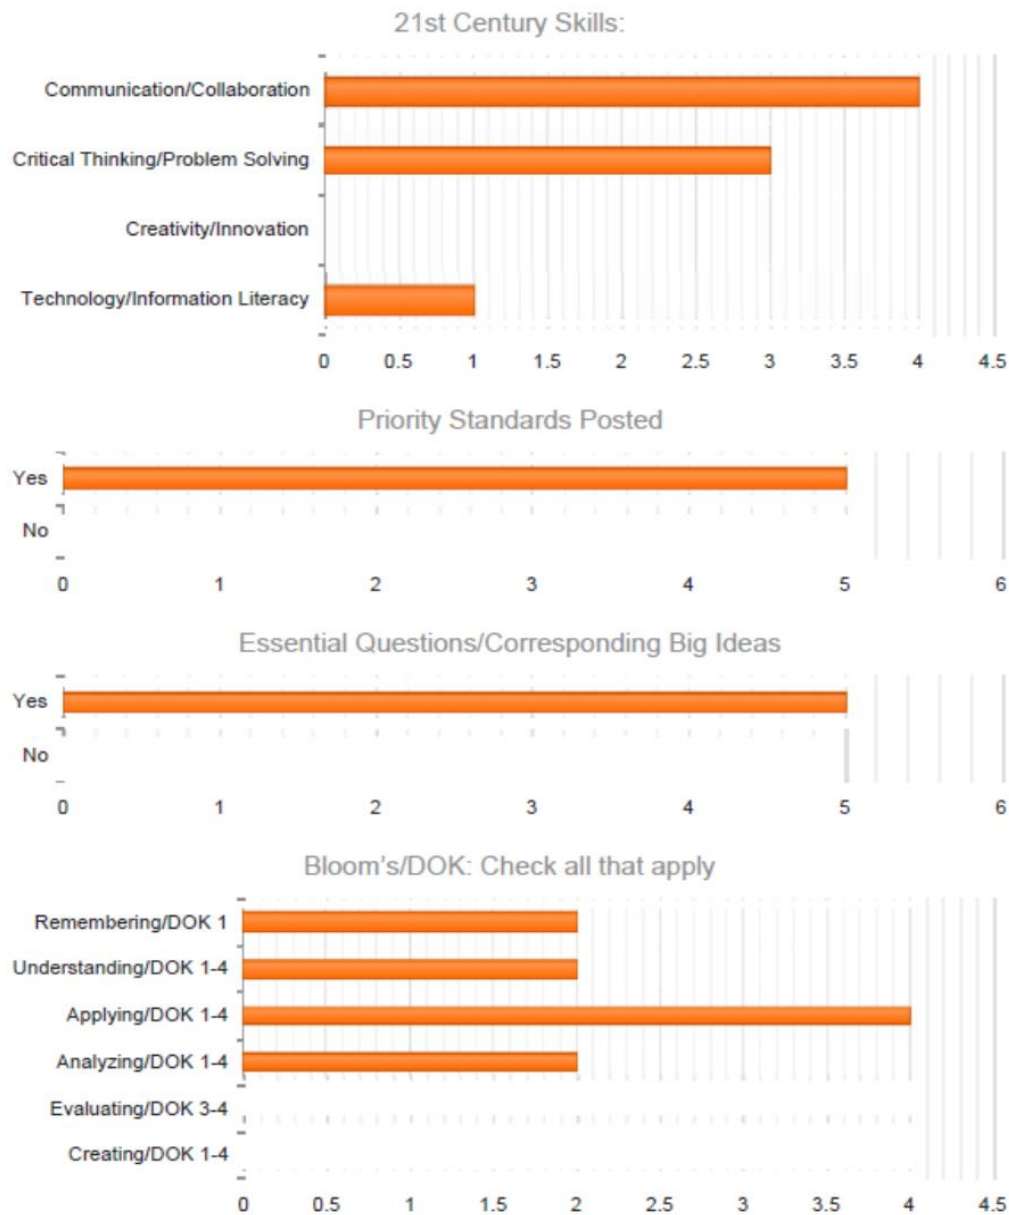 21st Century Skills:
Communication/Collaboration
Critical Thinking/Problem Solving
Creativity/Innovation
Technology/Information Literacy
0 0.5 1 1.5 2 2.5 3 3.5 4 4.5
Priority Standards Posted
Yes
No
0 1 2 3 4 5 6
Essential Questions/Corresponding Big Ideas
Yes
No
0 1 2 3 4 5 6
Bloom's/DOK: Check all that apply
Remembering/DOK 1
Understanding/DOK 1-4
Applying/DOK 1-4
Analyzing/DOK 1-4
Evaluating/DOK 3-4
Creating/DOK 1-4
0 0.5 1 1.5 2 2.5 3 3.5 4 4.5